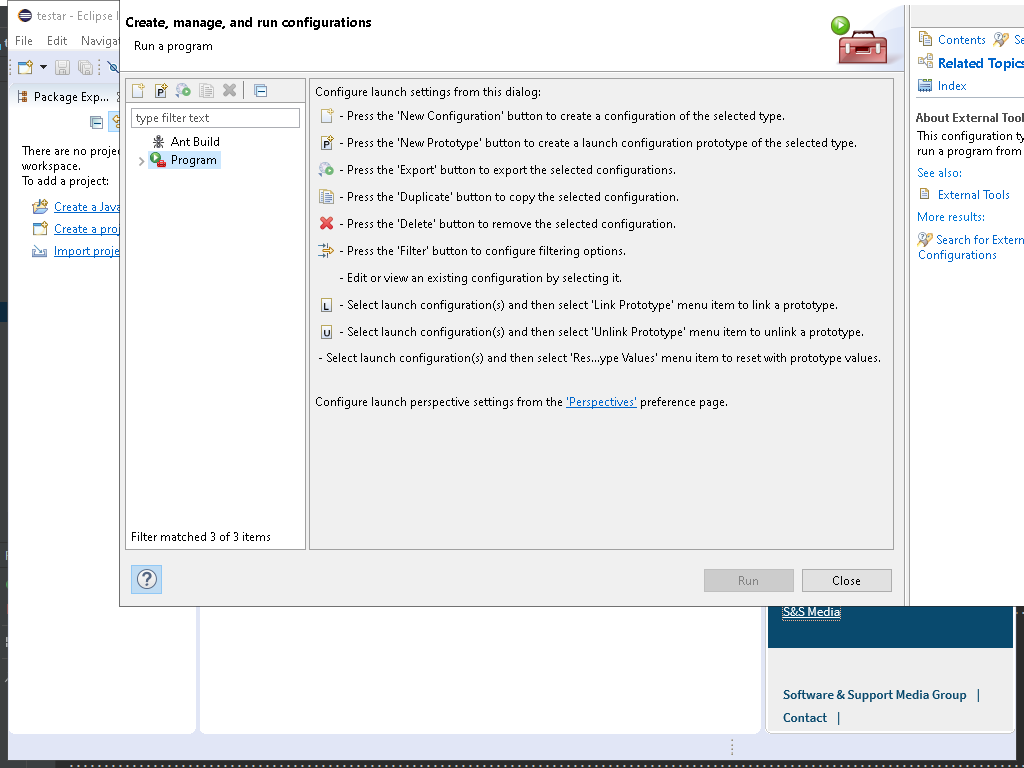 testar - Eclipse
File Edit
Package Exp...
There are no
workspace.
To add a project:
Create a
Create a
Import
Create, manage, and run configurations
Run a program
type filter text
Ant Build
Program
Filter matched 3 of 3 items
Configure launch settings from this dialog:
- Press the 'New Configuration' button to create a configuration of the selected type.
P - Press the 'New Prototype' button to create a launch configuration prototype of the selected type.
- Press the 'Export' button to export the selected configurations.
- Press the 'Duplicate' button to copy the selected configuration.
- Press the 'Delete' button to remove the selected configuration.
- Press the 'Filter' button to configure filtering options.
- Edit or view an existing configuration by selecting it.
L - Select launch configuration(s) and then select 'Link Prototype' menu item to link a prototype.
U - Select launch configuration(s) and then select 'Unlink Prototype' menu item to unlink a prototype.
- Select launch configuration(s) and then select 'Res...ype Values' menu item to reset with prototype values.
Configure launch perspective settings from the 'Perspectives' preference page.
?
Run Close
Contents
Related Topics
Index
About External
This configuration
run a program from
See also:
External Tools
More results:
Search for
Configurations
S&S Media
Software & Support Media Group |
Contact |